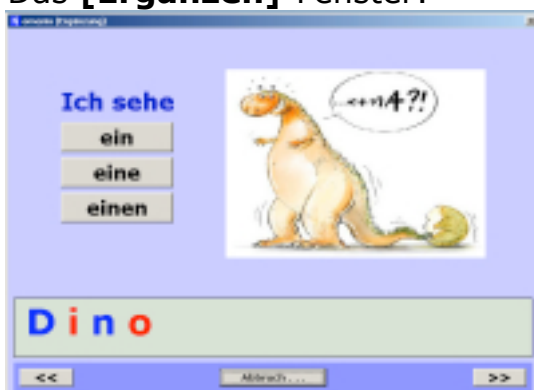 Das [Ergänzen]-Fenster:
Ich sehe
ein
eine
einen
Dino
<<
Abbruch...
>>